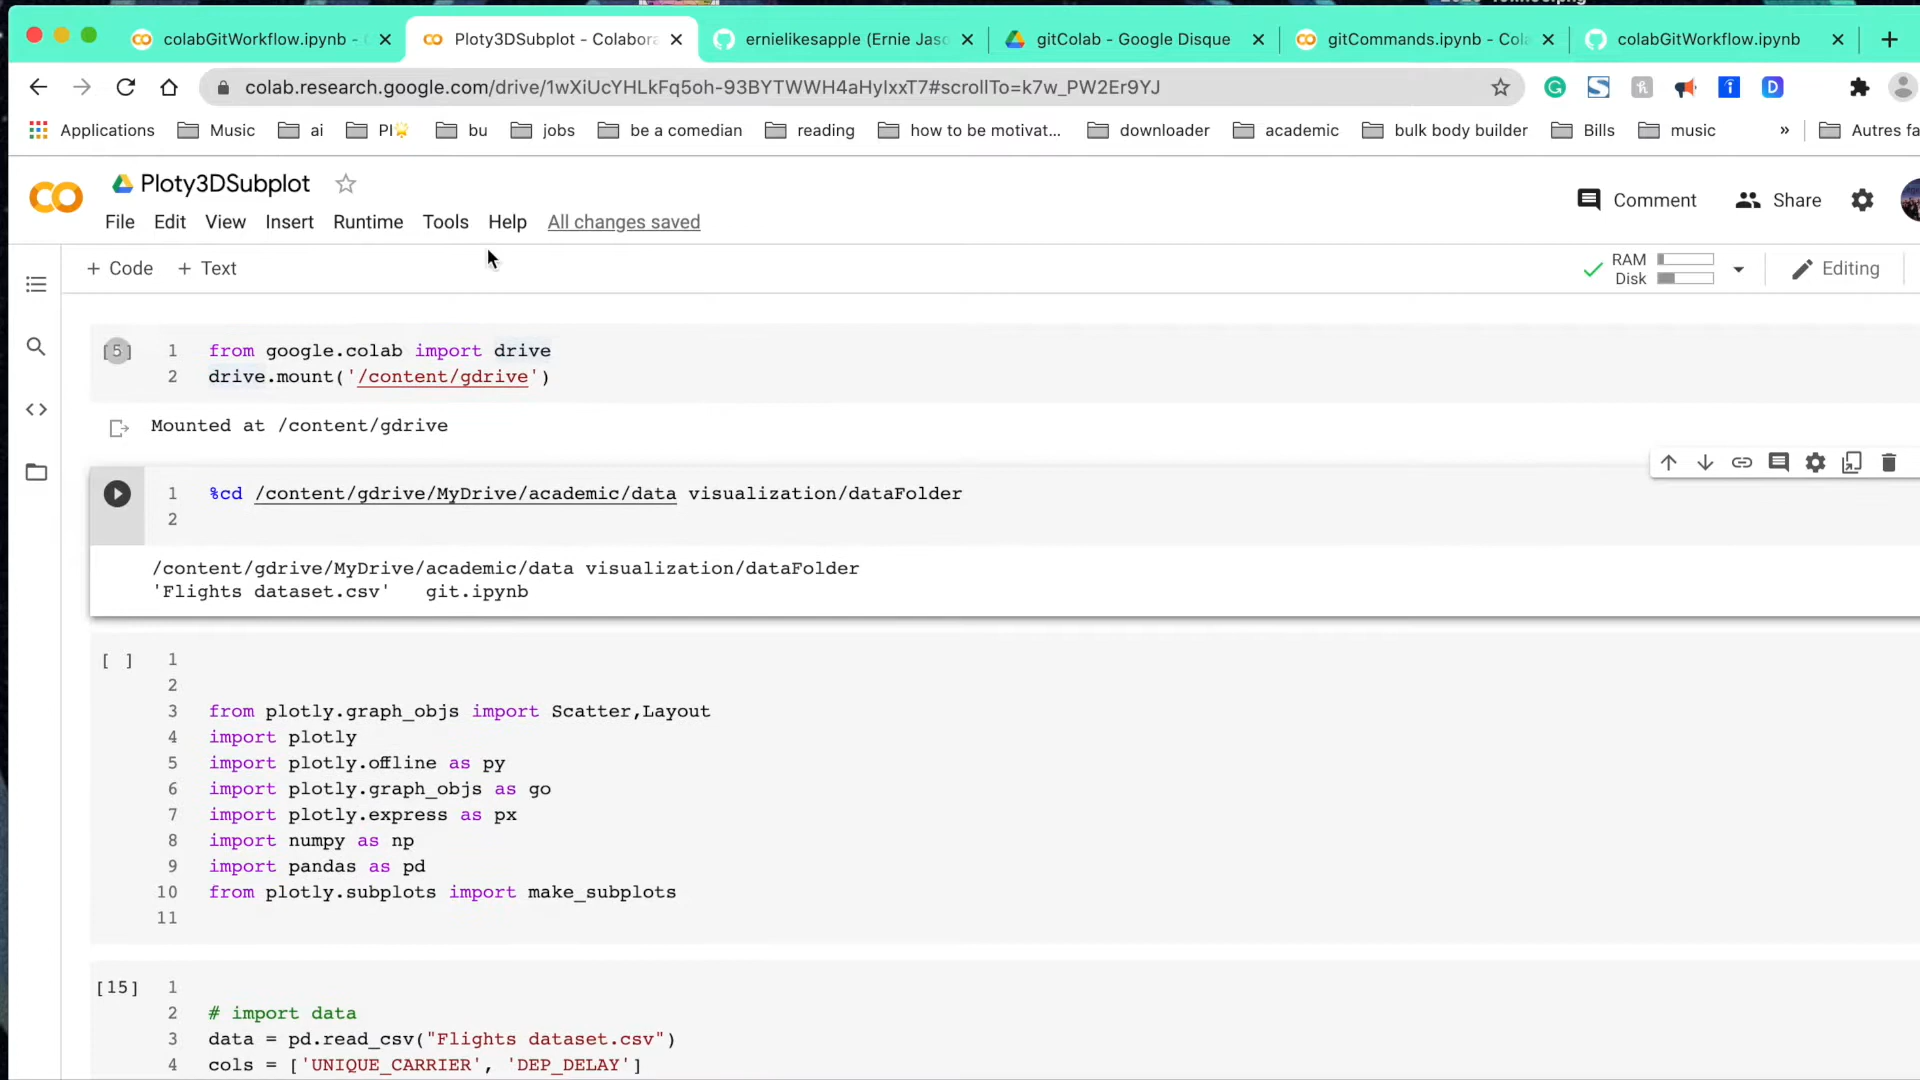 colabGitWorkflow.ipynb -
Ploty3DSubplot - Colabora
ernielikesapple (Ernie Jaso
gitColab - Google Disque
gitCommands.ipynb - Cola
colabGitWorkflow.ipynb
colab.research.google.com/drive/1wXiUcYHLkFq5oh-93BYTWWH4aHyIxxT7#scrollTo=k7w_PW2Er9YJ
Applications
Music
ai
PI
bu
jobs
be a comedian
reading
how to be motivat...
downloader
academic
bulk body builder
Bills
music
»
Autres fa
Ploty3DSubplot
File Edit View Insert Runtime Tools Help All changes saved
Comment
Share
+ Code + Text
RAM
Disk
Editing
[5]
1 from google.colab import drive
2 drive.mount('/content/gdrive')
Mounted at /content/gdrive
1 %cd /content/gdrive/MyDrive/academic/data visualization/dataFolder
2
/content/gdrive/MyDrive/academic/data visualization/dataFolder
'Flights dataset.csv' git.ipynb
[ ] 1
2
3 from plotly.graph_objs import Scatter,Layout
4 import plotly
5 import plotly.offline as py
6 import plotly.graph_objs as go
7 import plotly.express as px
8 import numpy as np
9 import pandas as pd
10 from plotly.subplots import make_subplots
11
[15] 1
2 # import data
3 data = pd.read_csv("Flights dataset.csv")
4 cols = ['UNIQUE_CARRIER', 'DEP_DELAY']